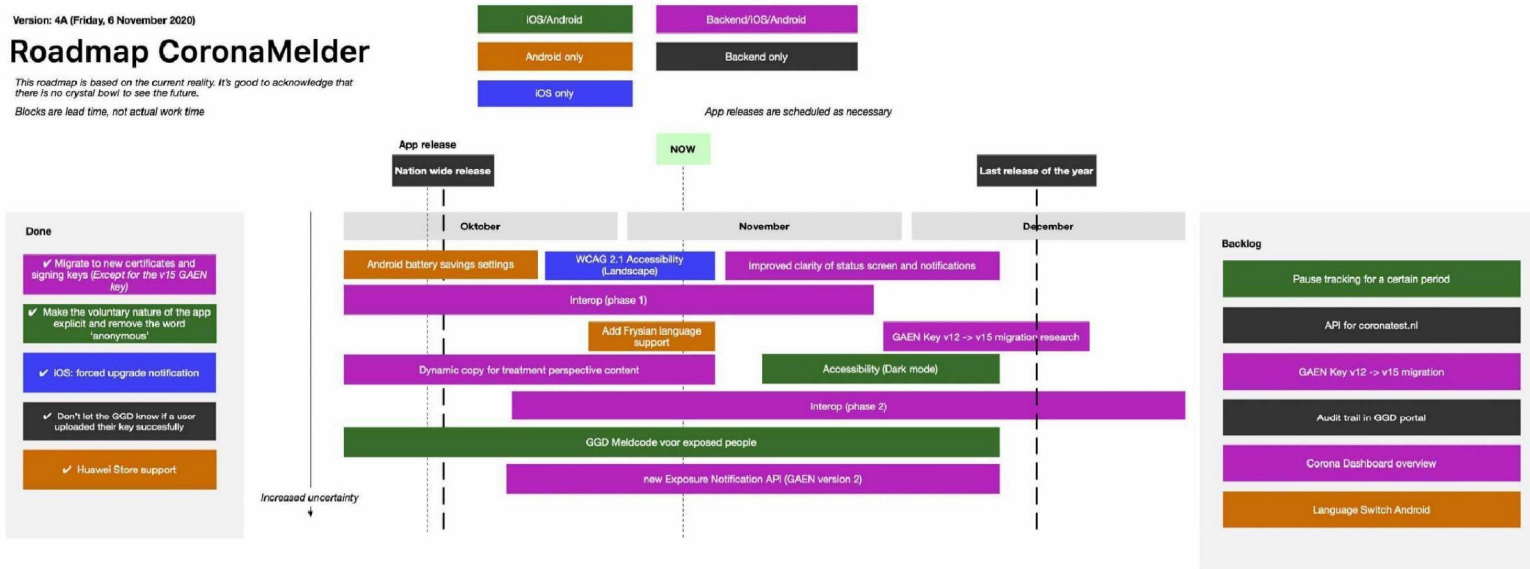 Version: 4A (Friday, 6 November 2020)
Roadmap CoronaMelder
This roadmap is based on the current reality. It's good to acknowledge that
there is no crystal bowl to see the future.
Blocks are lead time, not actual work time
iOS/Android
Backend/iOS/Android
Android only
Backend only
iOS only
App releases are scheduled as necessary
App release
Nation wide release
NOW
Last release of the year
Oktober
November
December
Done
✔ Migrate to new certificates and
signing keys (Except for the v15 GAEN
key)
✔ Make the voluntary nature of the app
explicit and remove the word
'anonymous'
✔ iOS: forced upgrade notification
✔ Don't let the GGD know if a user
uploaded their key succesfully
✔ Huawei Store support
Increased uncertainty
Android battery savings settings
WCAG 2.1 Accessibility
(Landscape)
Improved clarity of status screen and notifications
Interop (phase 1)
Add Frysian language
support
GAEN Key v12 -> v15 migration research
Dynamic copy for treatment perspective content
Accessibility (Dark mode)
Interop (phase 2)
GGD Meldcode voor exposed people
new Exposure Notification API (GAEN version 2)
Backlog
Pause tracking for a certain period
API for coronatest.nl
GAEN Key v12 -> v15 migration
Audit trail in GGD portal
Corona Dashboard overview
Language Switch Android